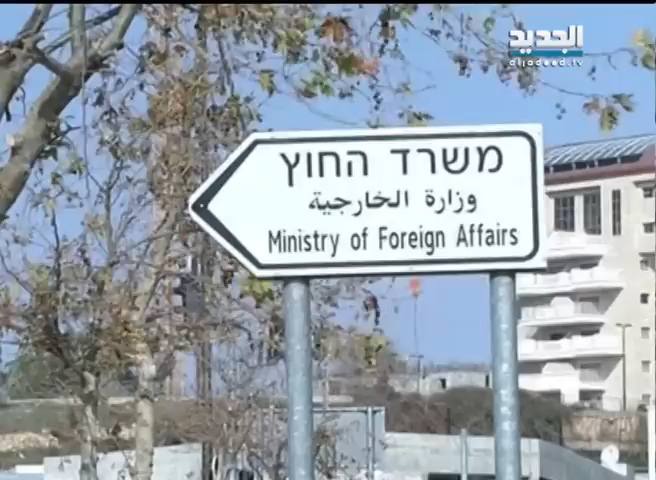 الجديد
aljadeed.tv
משרד החוץ
وزارة الخارجية
Ministry of Foreign Affairs